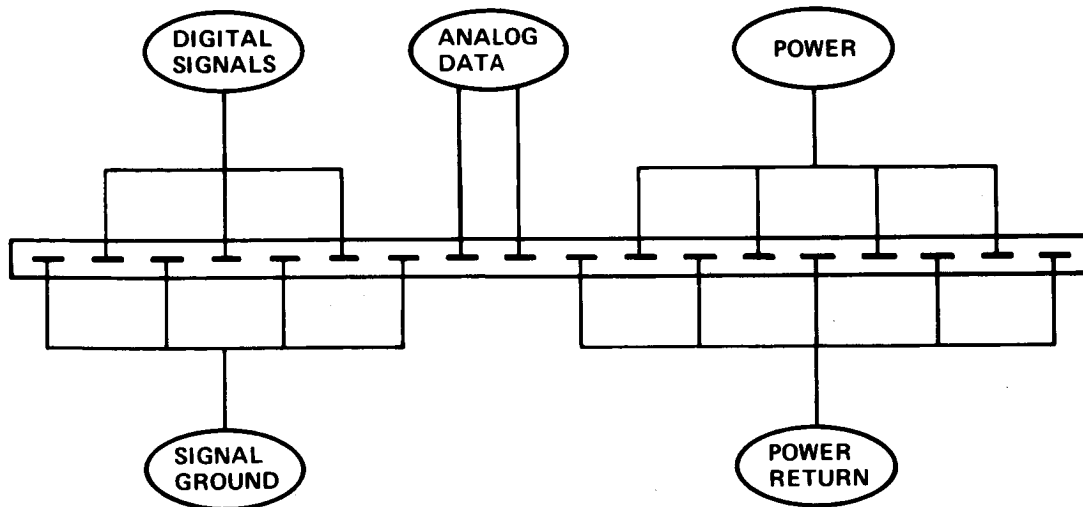 DIGITAL
SIGNALS
ANALOG
DATA
POWER
SIGNAL
GROUND
POWER
RETURN